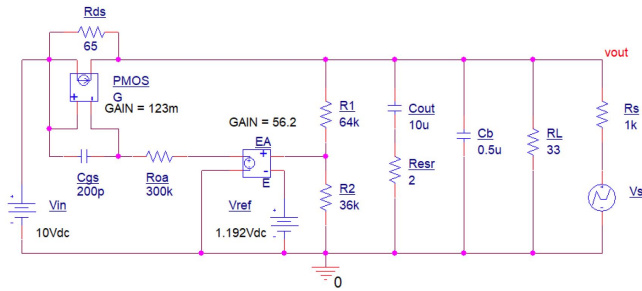 Rds
65
vout
PMOS
G
GAIN = 123m
+ -
Cgs
200p
Roa
300k
GAIN = 56.2
EA
+
-
E
R1
64k
R2
36k
Cout
10u
Resr
2
Cb
0.5u
RL
33
Rs
1k
Vs
Vin
10Vdc
Vref
1.192Vdc
0